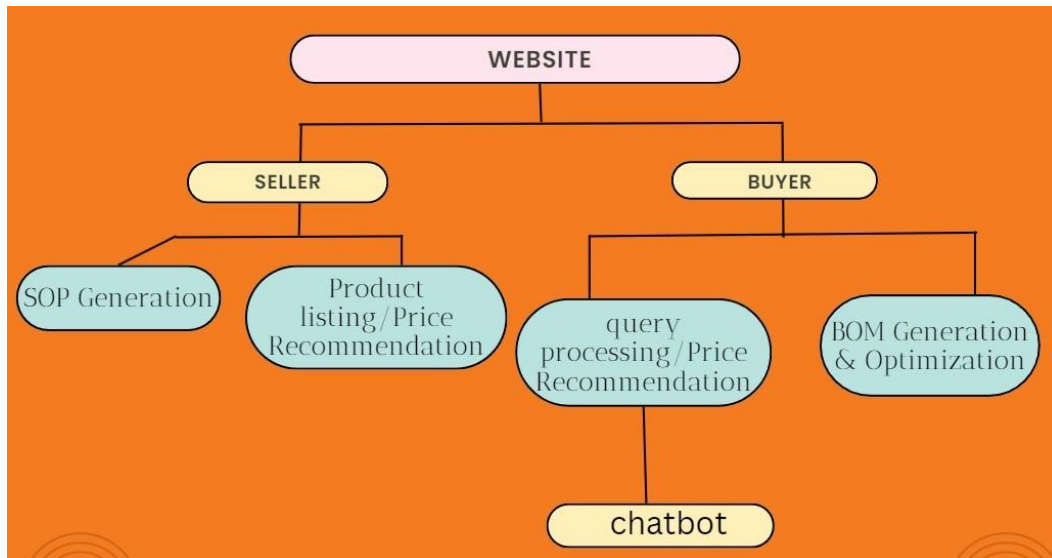 WEBSITE
SELLER
BUYER
SOP Generation
Product
listing/Price
Recommendation
query
processing/Price
Recommendation
BOM Generation
& Optimization
chatbot